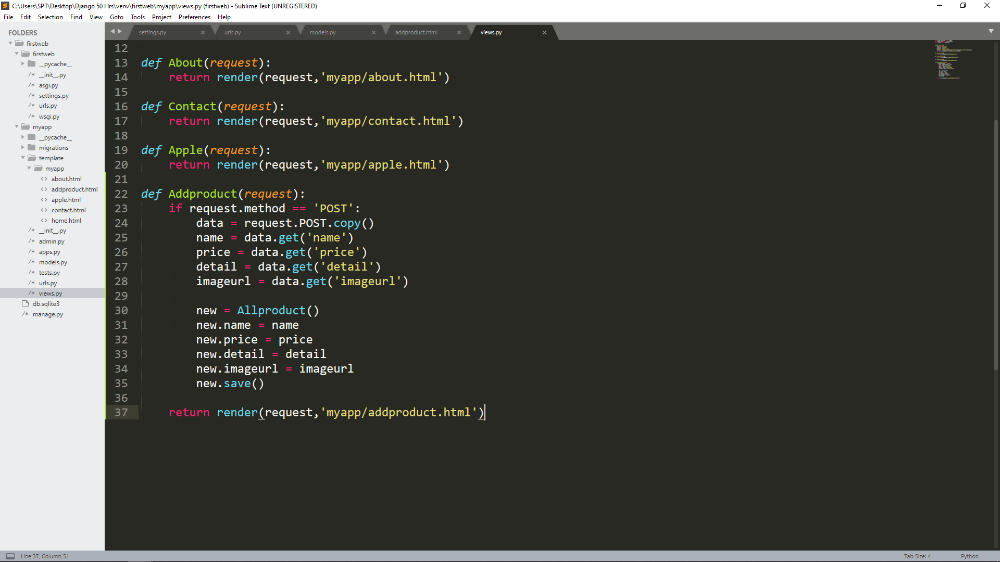 C:\Users\SPT\Desktop\Django 50 Hrs\venv\firstweb\myapp\views.py (firstweb) - Sublime Text (UNREGISTERED)
File Edit Selection Find View Goto Tools Project Preferences Help
FOLDERS
firstweb
firstweb
__pycache__
/* __init__.py
/* asgi.py
/* settings.py
/* urls.py
/* wsgi.py
myapp
__pycache__
migrations
template
myapp
<> about.html
<> addproduct.html
<> apple.html
<> contact.html
<> home.html
/* __init__.py
/* admin.py
/* apps.py
/* models.py
/* tests.py
/* urls.py
/* views.py
db.sqlite3
/* manage.py
settings.py × urls.py × models.py × addproduct.html × views.py ×
12
13 def About(request):
14     return render(request,'myapp/about.html')
15
16 def Contact(request):
17     return render(request,'myapp/contact.html')
18
19 def Apple(request):
20     return render(request,'myapp/apple.html')
21
22 def Addproduct(request):
23     if request.method == 'POST':
24         data = request.POST.copy()
25         name = data.get('name')
26         price = data.get('price')
27         detail = data.get('detail')
28         imageurl = data.get('imageurl')
29
30         new = Allproduct()
31         new.name = name
32         new.price = price
33         new.detail = detail
34         new.imageurl = imageurl
35         new.save()
36
37     return render(request,'myapp/addproduct.html')
Line 37, Column 51
Tab Size: 4 Python